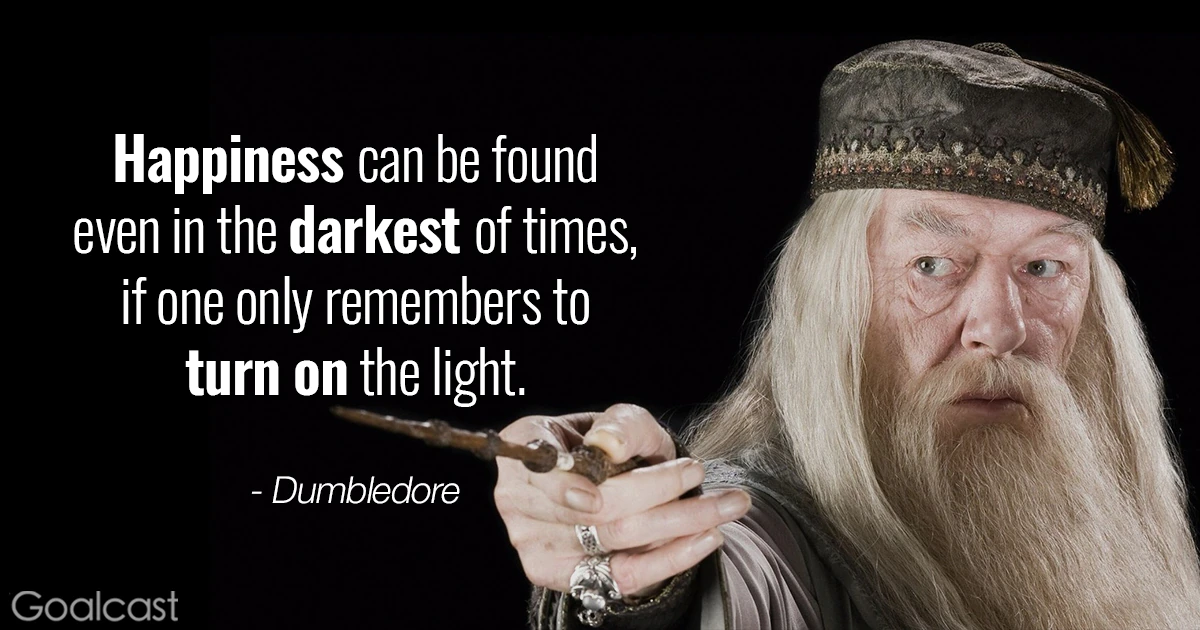 Happiness can be found
even in the darkest of times,
if one only remembers to
turn on the light.
- Dumbledore
Goalcast